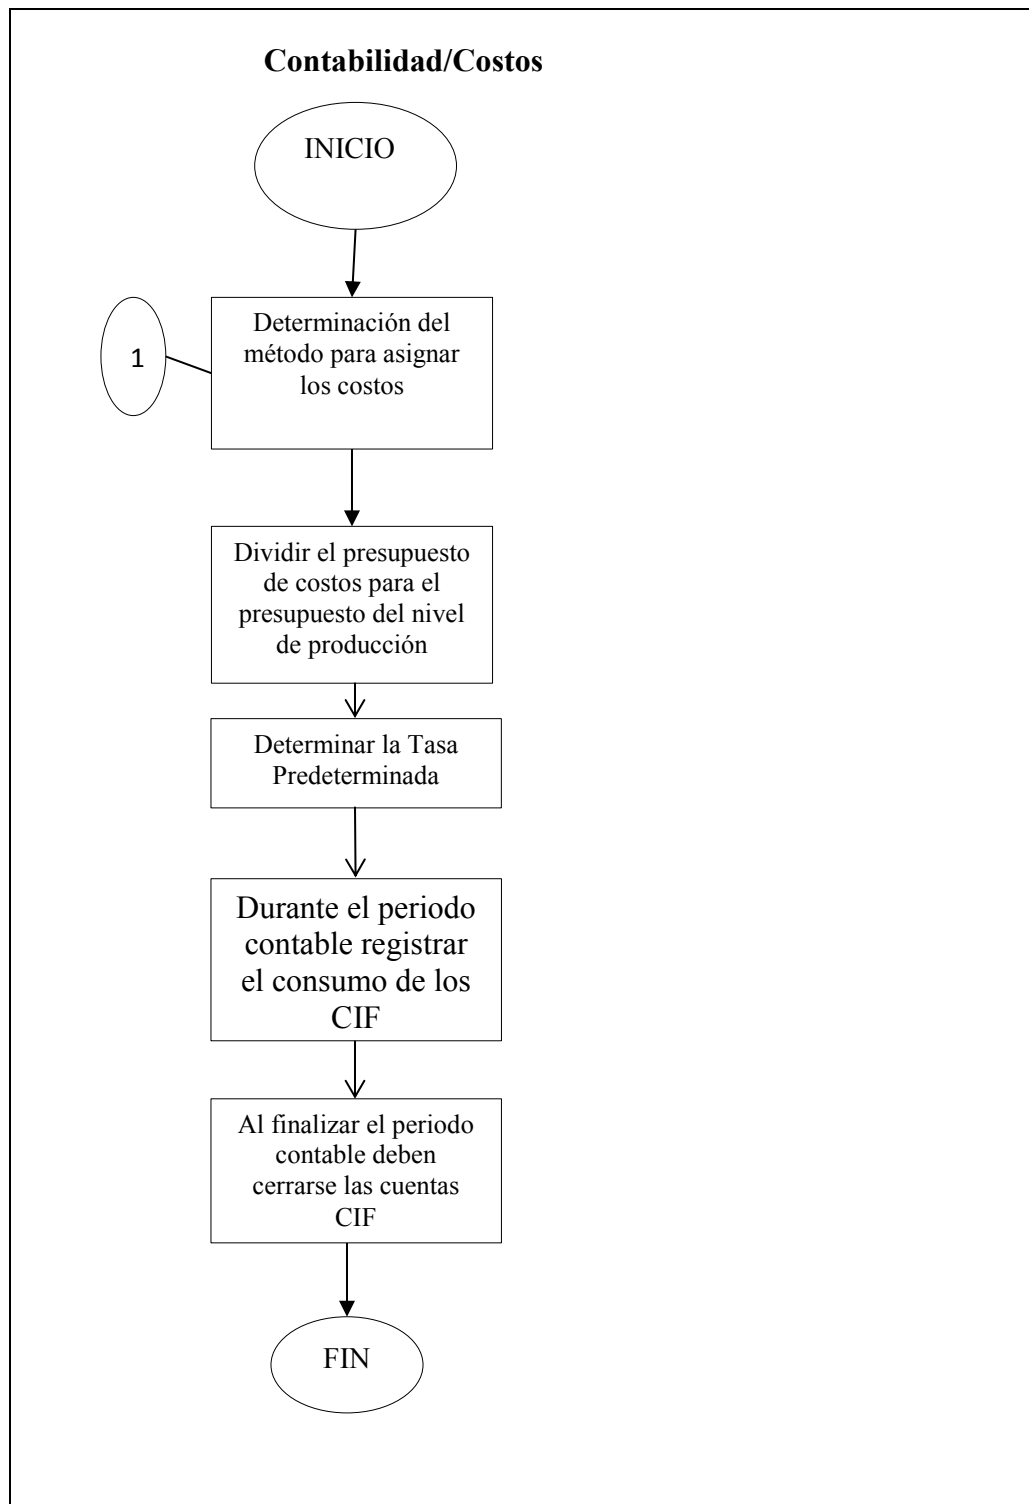 Contabilidad/Costos
INICIO
1
Determinación del
método para asignar
los costos
Dividir el presupuesto
de costos para el
presupuesto del nivel
de producción
Determinar la Tasa
Predeterminada
Durante el periodo
contable registrar
el consumo de los
CIF
Al finalizar el periodo
contable deben
cerrarse las cuentas
CIF
FIN